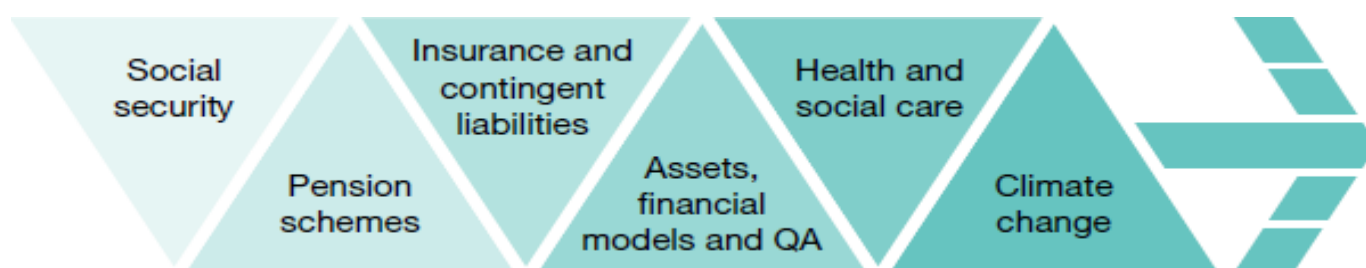 Social
security
Pension
schemes
Insurance and
contingent
liabilities
Assets,
financial
models and QA
Health and
social care
Climate
change